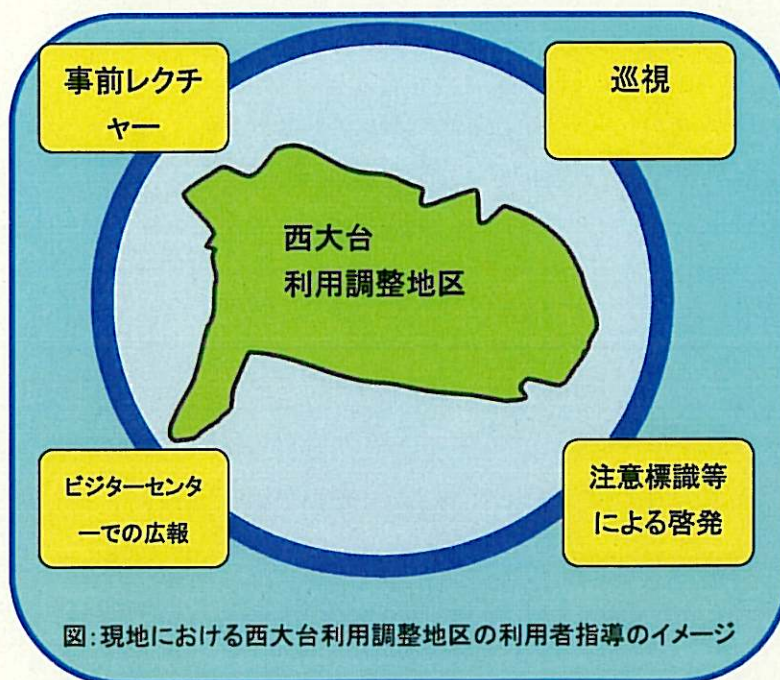 事前レクチ
ャー
巡視
西大台
利用調整地区
ビジターセンタ
ーでの広報
注意標識等
による啓発
図:現地における西大台利用調整地区の利用者指導のイメージ